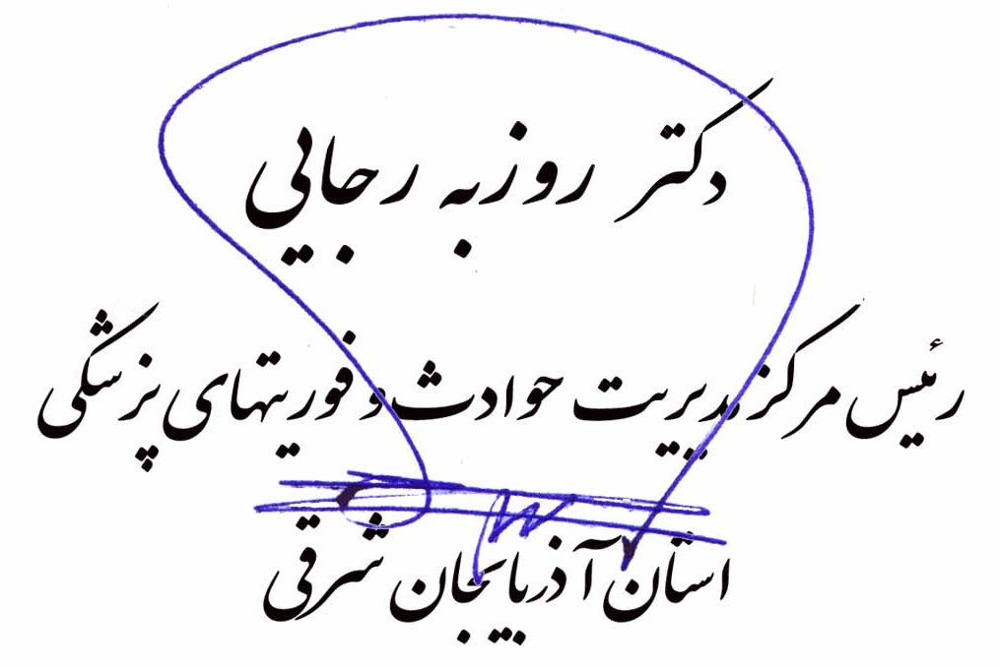 دکتر روزبه رجایی
رئیس مرکز مدیریت حوادث و فوریتهای پزشکی
استان آذربایجان شرقی